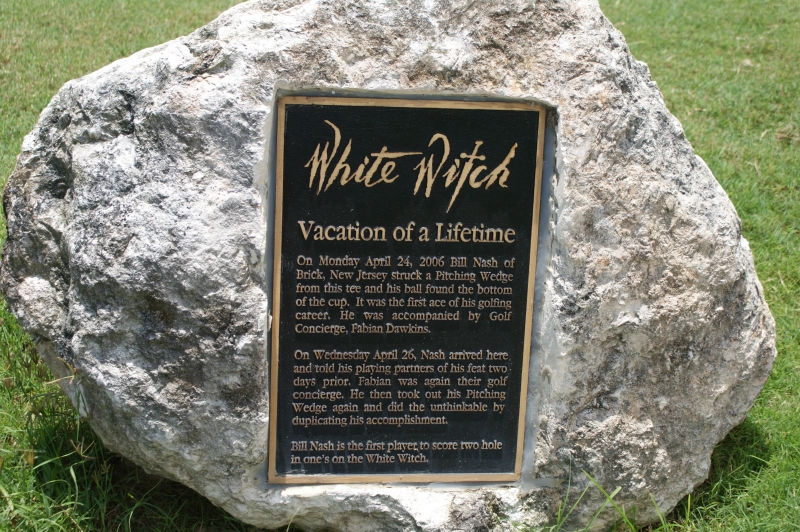 White Witch
Vacation of a Lifetime
On Monday April 24, 2006 Bill Nash of
Brick, New Jersey struck a Pitching Wedge
from this tee and his ball found the bottom
of the cup. It was the first ace of his golfing
career. He was accompanied by Golf
Concierge, Fabian Dawkins.
On Wednesday April 26, Nash arrived here
and told his playing partners of his feat two
days prior. Fabian was again their golf
concierge. He then took out his Pitching
Wedge again and did the unthinkable by
duplicating his accomplishment.
Bill Nash is the first player to score two hole
in one's on the White Witch.